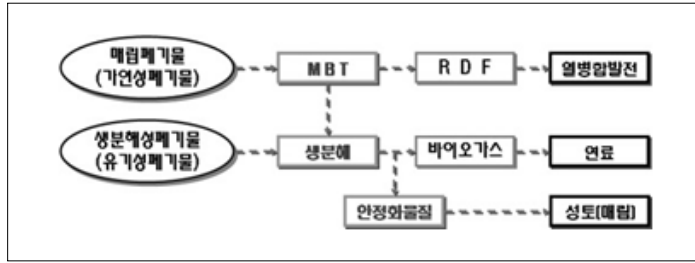 매립폐기물
(가연성폐기물)
MBT
RDF
열병합발전
생분해성폐기물
(유기성폐기물)
생분해
바이오가스
연료
안정화물질
성토(매립)